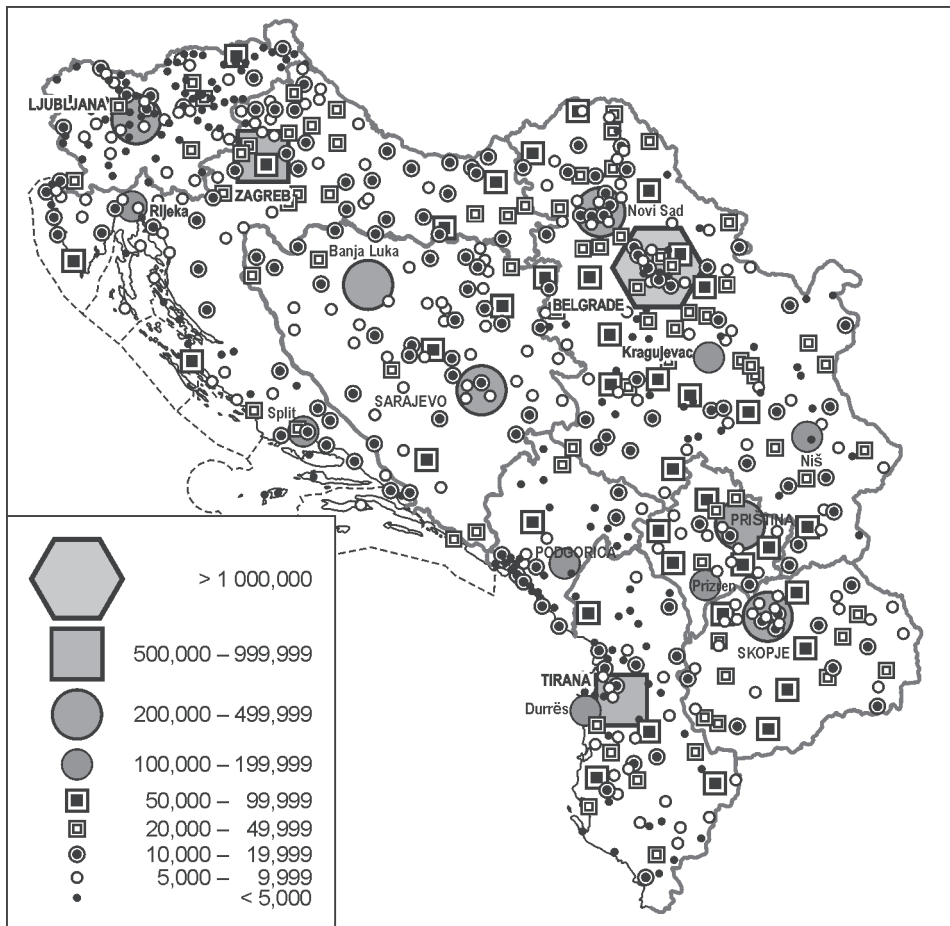 LJUBLJANA
ZAGREB
Rijeka
Novi Sad
Banja Luka
BELGRADE
Kragujevac
SARAJEVO
Split
Niš
PRIŠTINA
PODGORICA
Prizren
SKOPJE
TIRANA
Durrës
> 1 000,000
500,000 – 999,999
200,000 – 499,999
100,000 – 199,999
50,000 – 99,999
20,000 – 49,999
10,000 – 19,999
5,000 – 9,999
< 5,000